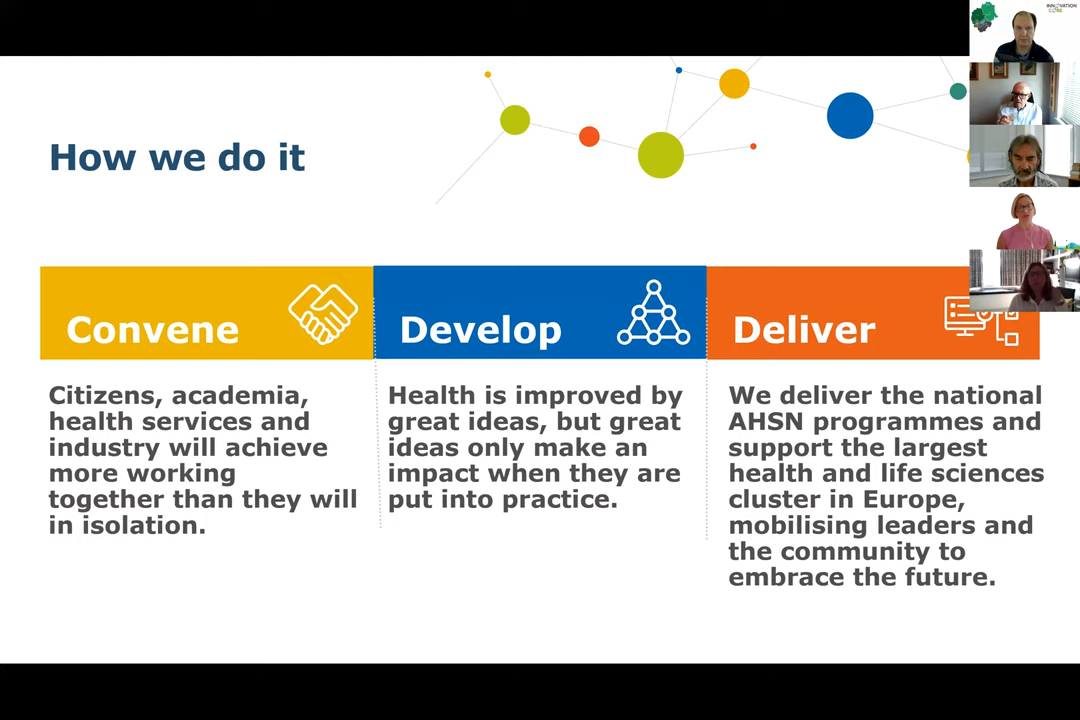 INNOVATION
How we do it
Convene
Develop
Deliver
Citizens, academia,
health services and
industry will achieve
more working
together than they will
in isolation.
Health is improved by
great ideas, but great
ideas only make an
impact when they are
put into practice.
We deliver the national
AHSN programmes and
support the largest
health and life sciences
cluster in Europe,
mobilising leaders and
the community to
embrace the future.